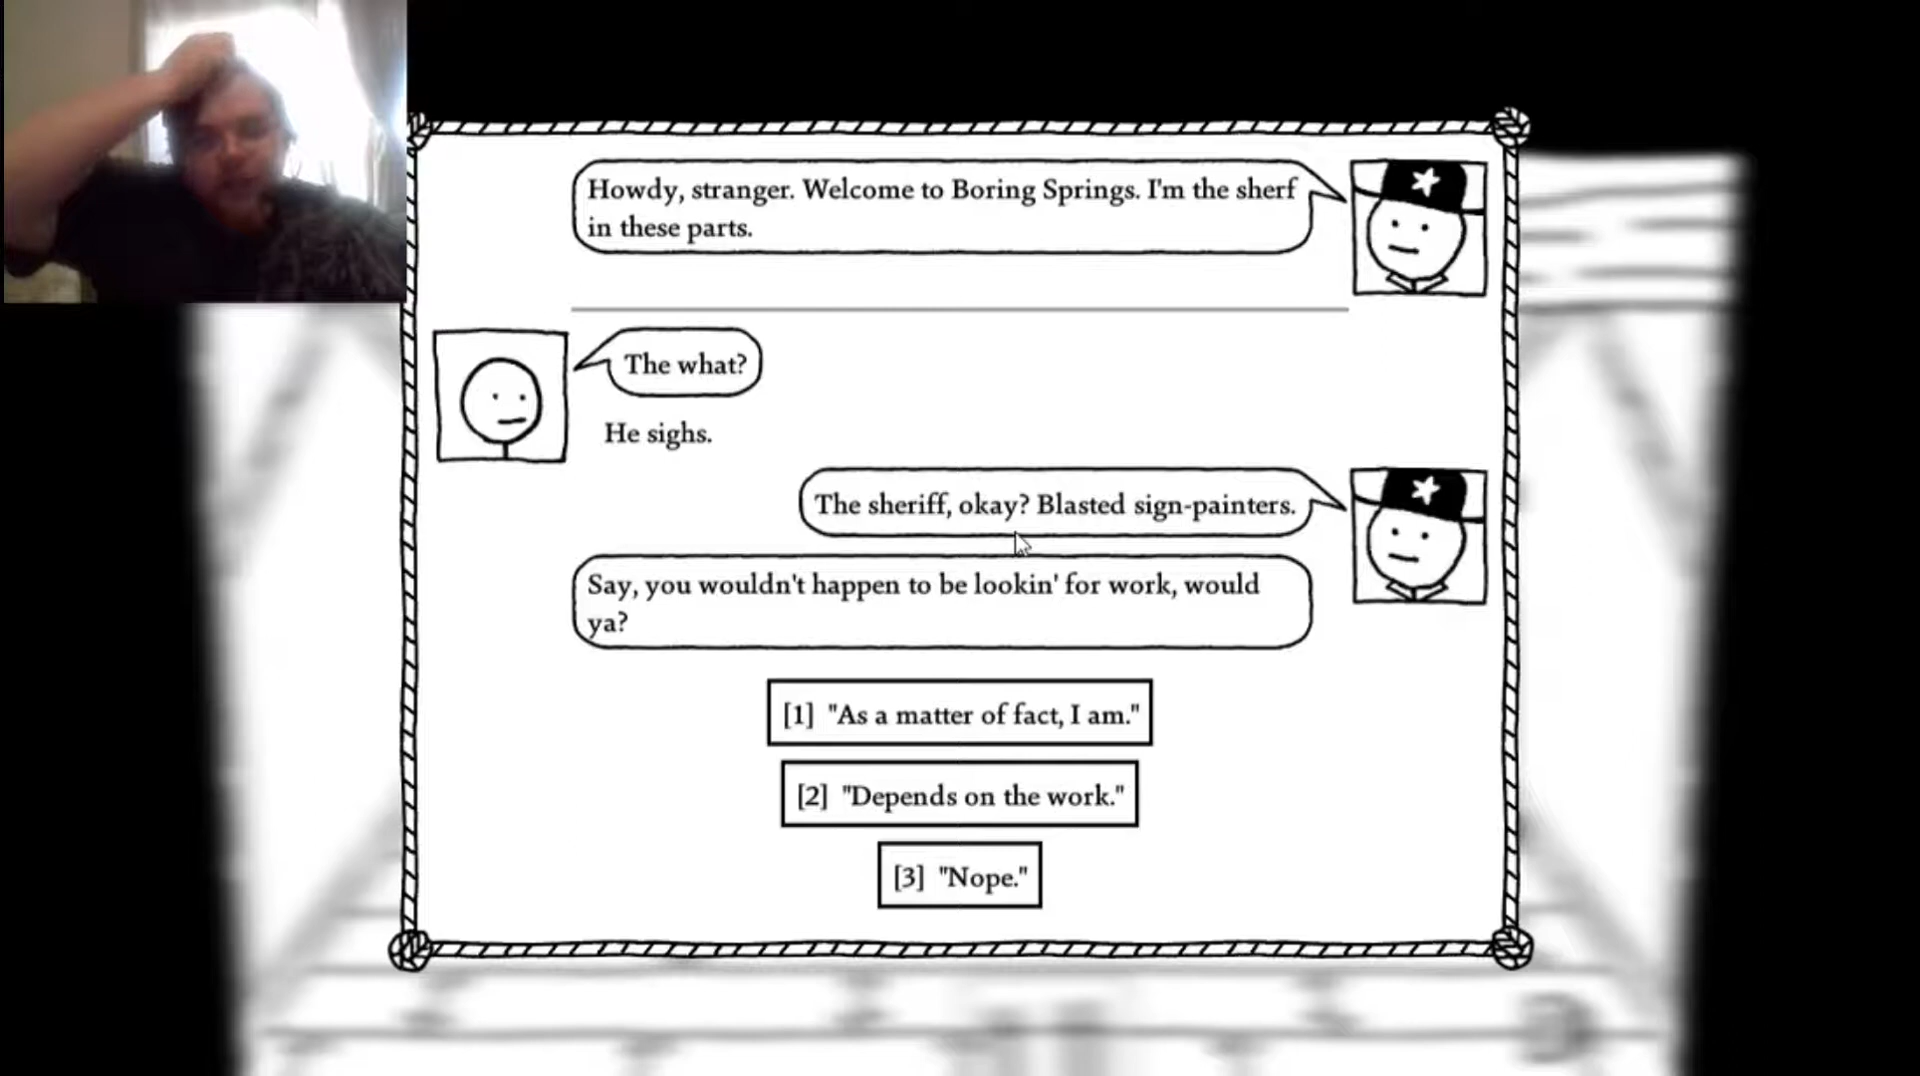 Howdy, stranger. Welcome to Boring Springs. I'm the sherf
in these parts.
The what?
He sighs.
The sheriff, okay? Blasted sign-painters.
Say, you wouldn't happen to be lookin' for work, would
ya?
[1] "As a matter of fact, I am."
[2] "Depends on the work."
[3] "Nope."